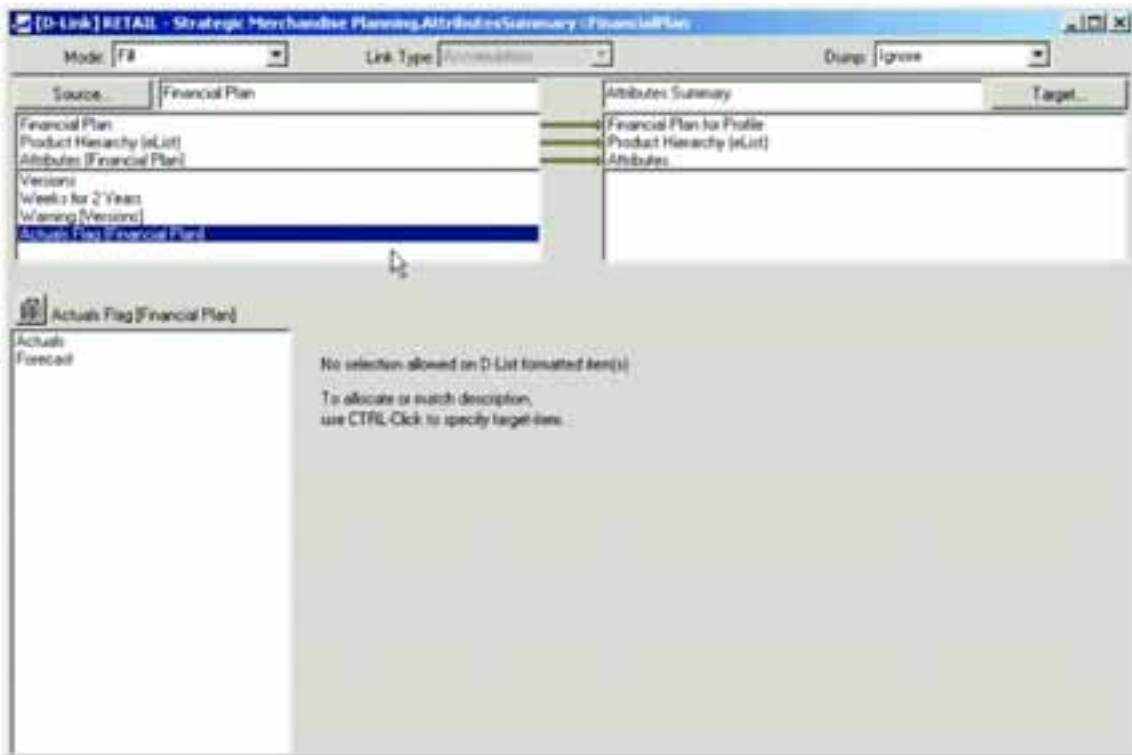 [D-Link] RETAIL - Strategic Merchandise Planning.AttributesSummary <FinancialPlan
Mode: Fill Link Type: Accumulation Dump: Ignore
Source... Financial Plan Attributes Summary Target...
Financial Plan Financial Plan for Profile
Product Hierarchy (eList) Product Hierarchy (eList)
Attributes [Financial Plan] Attributes
Versions
Weeks for 2 Years
Warning [Versions]
Actuals Flag [Financial Plan]
Actuals Flag [Financial Plan]
Actuals
Forecast
No selection allowed on D-List formatted item(s)
To allocate or match description,
use CTRL-Click to specify target-item.